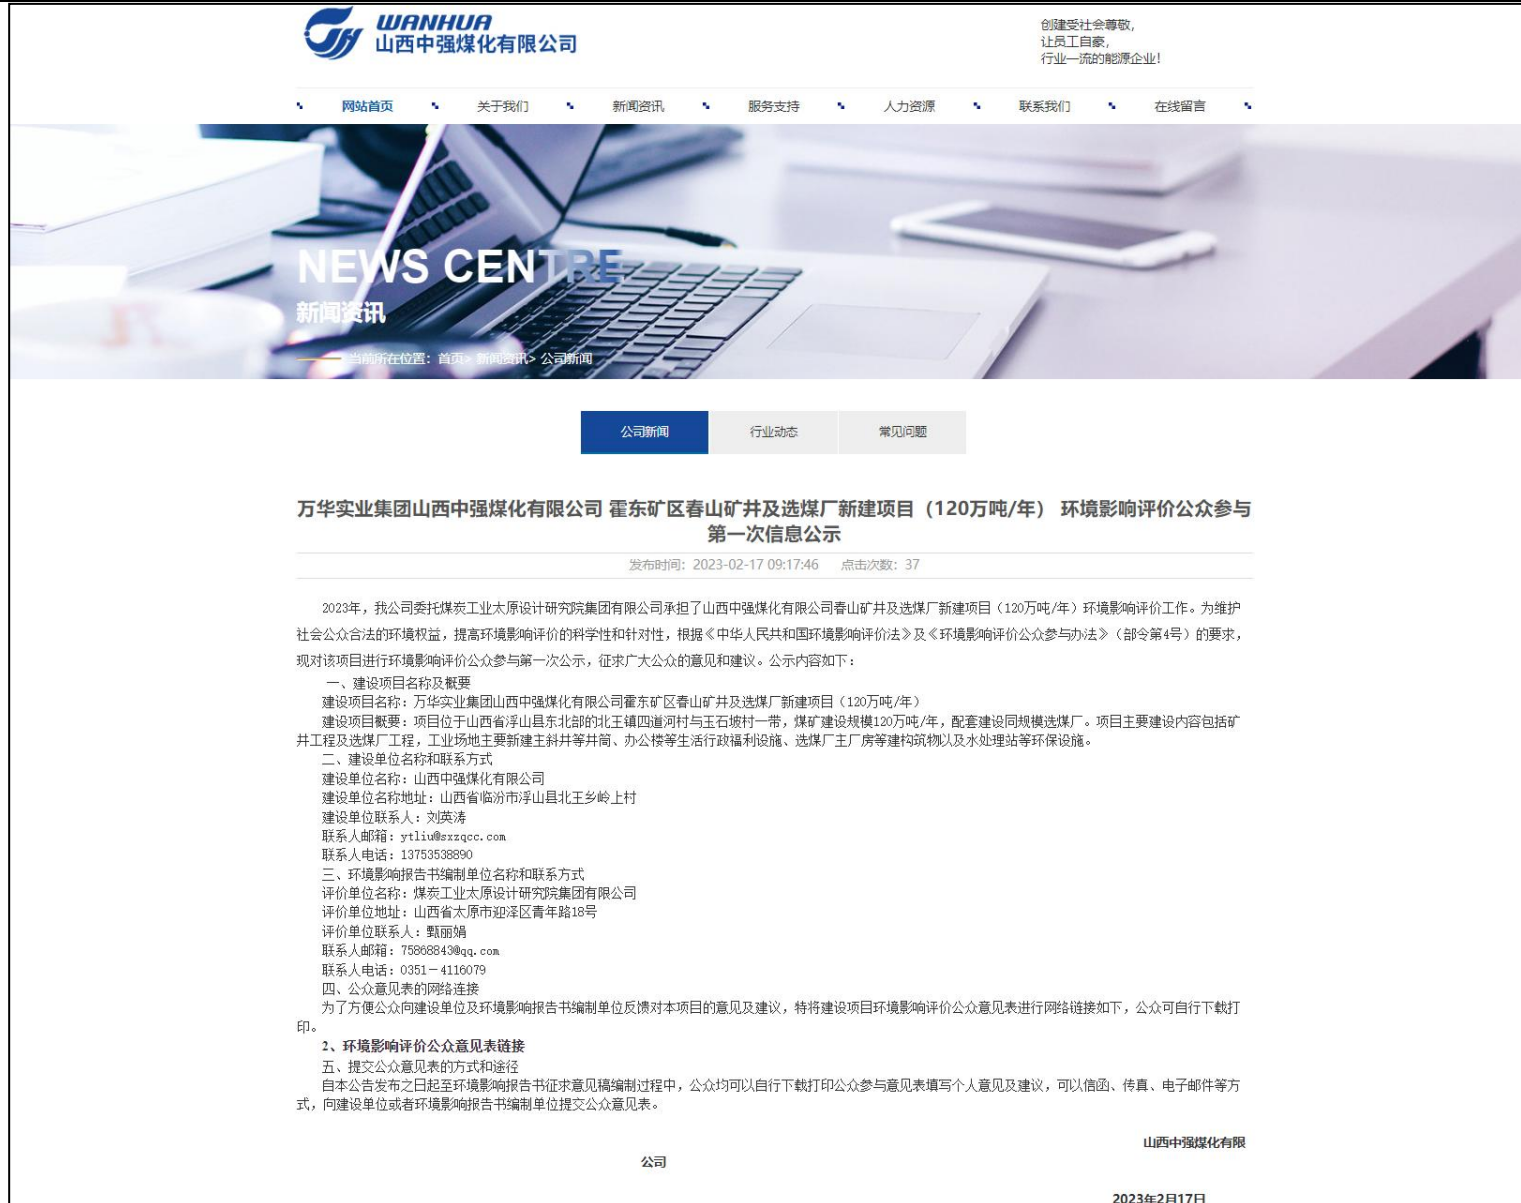 WANHUA
山西中强煤化有限公司
创建受社会尊敬，
让员工自豪，
行业一流的能源企业！
网站首页 关于我们 新闻资讯 服务支持 人力资源 联系我们 在线留言
NEWS CENTRE
新闻资讯
当前所在位置：首页> 新闻资讯> 公司新闻
公司新闻 行业动态 常见问题
万华实业集团山西中强煤化有限公司 霍东矿区春山矿井及选煤厂新建项目（120万吨/年） 环境影响评价公众参与
第一次信息公示
发布时间：2023-02-17 09:17:46 点击次数：37
2023年，我公司委托煤炭工业太原设计研究院集团有限公司承担了山西中强煤化有限公司春山矿井及选煤厂新建项目（120万吨/年）环境影响评价工作。为维护
社会公众合法的环境权益，提高环境影响评价的科学性和针对性，根据《中华人民共和国环境影响评价法》及《环境影响评价公众参与办法》（部令第4号）的要求，
现对该项目进行环境影响评价公众参与第一次公示，征求广大公众的意见和建议。公示内容如下：
一、建设项目名称及概要
建设项目名称：万华实业集团山西中强煤化有限公司霍东矿区春山矿井及选煤厂新建项目（120万吨/年）
建设项目概要：项目位于山西省浮山县东北部的北王镇四道河村与玉石坡村一带，煤矿建设规模120万吨/年，配套建设同规模选煤厂。项目主要建设内容包括矿
井工程及选煤厂工程，工业场地主要新建主斜井等井筒、办公楼等生活行政福利设施、选煤厂主厂房等建构筑物以及水处理站等环保设施。
二、建设单位名称和联系方式
建设单位名称：山西中强煤化有限公司
建设单位名称地址：山西省临汾市浮山县北王乡岭上村
建设单位联系人：刘英涛
联系人邮箱：ytliu@sxzqcc.com
联系人电话：13753538890
三、环境影响报告书编制单位名称和联系方式
评价单位名称：煤炭工业太原设计研究院集团有限公司
评价单位地址：山西省太原市迎泽区青年路18号
评价单位联系人：甄丽娟
联系人邮箱：75868843@qq.com
联系人电话：0351－4116079
四、公众意见表的网络连接
为了方便公众向建设单位及环境影响报告书编制单位反馈对本项目的意见及建议，特将建设项目环境影响评价公众意见表进行网络链接如下，公众可自行下载打
印。
2、环境影响评价公众意见表链接
五、提交公众意见表的方式和途径
自本公告发布之日起至环境影响报告书征求意见稿编制过程中，公众均可以自行下载打印公众参与意见表填写个人意见及建议，可以信函、传真、电子邮件等方
式，向建设单位或者环境影响报告书编制单位提交公众意见表。
山西中强煤化有限
公司
2023年2月17日